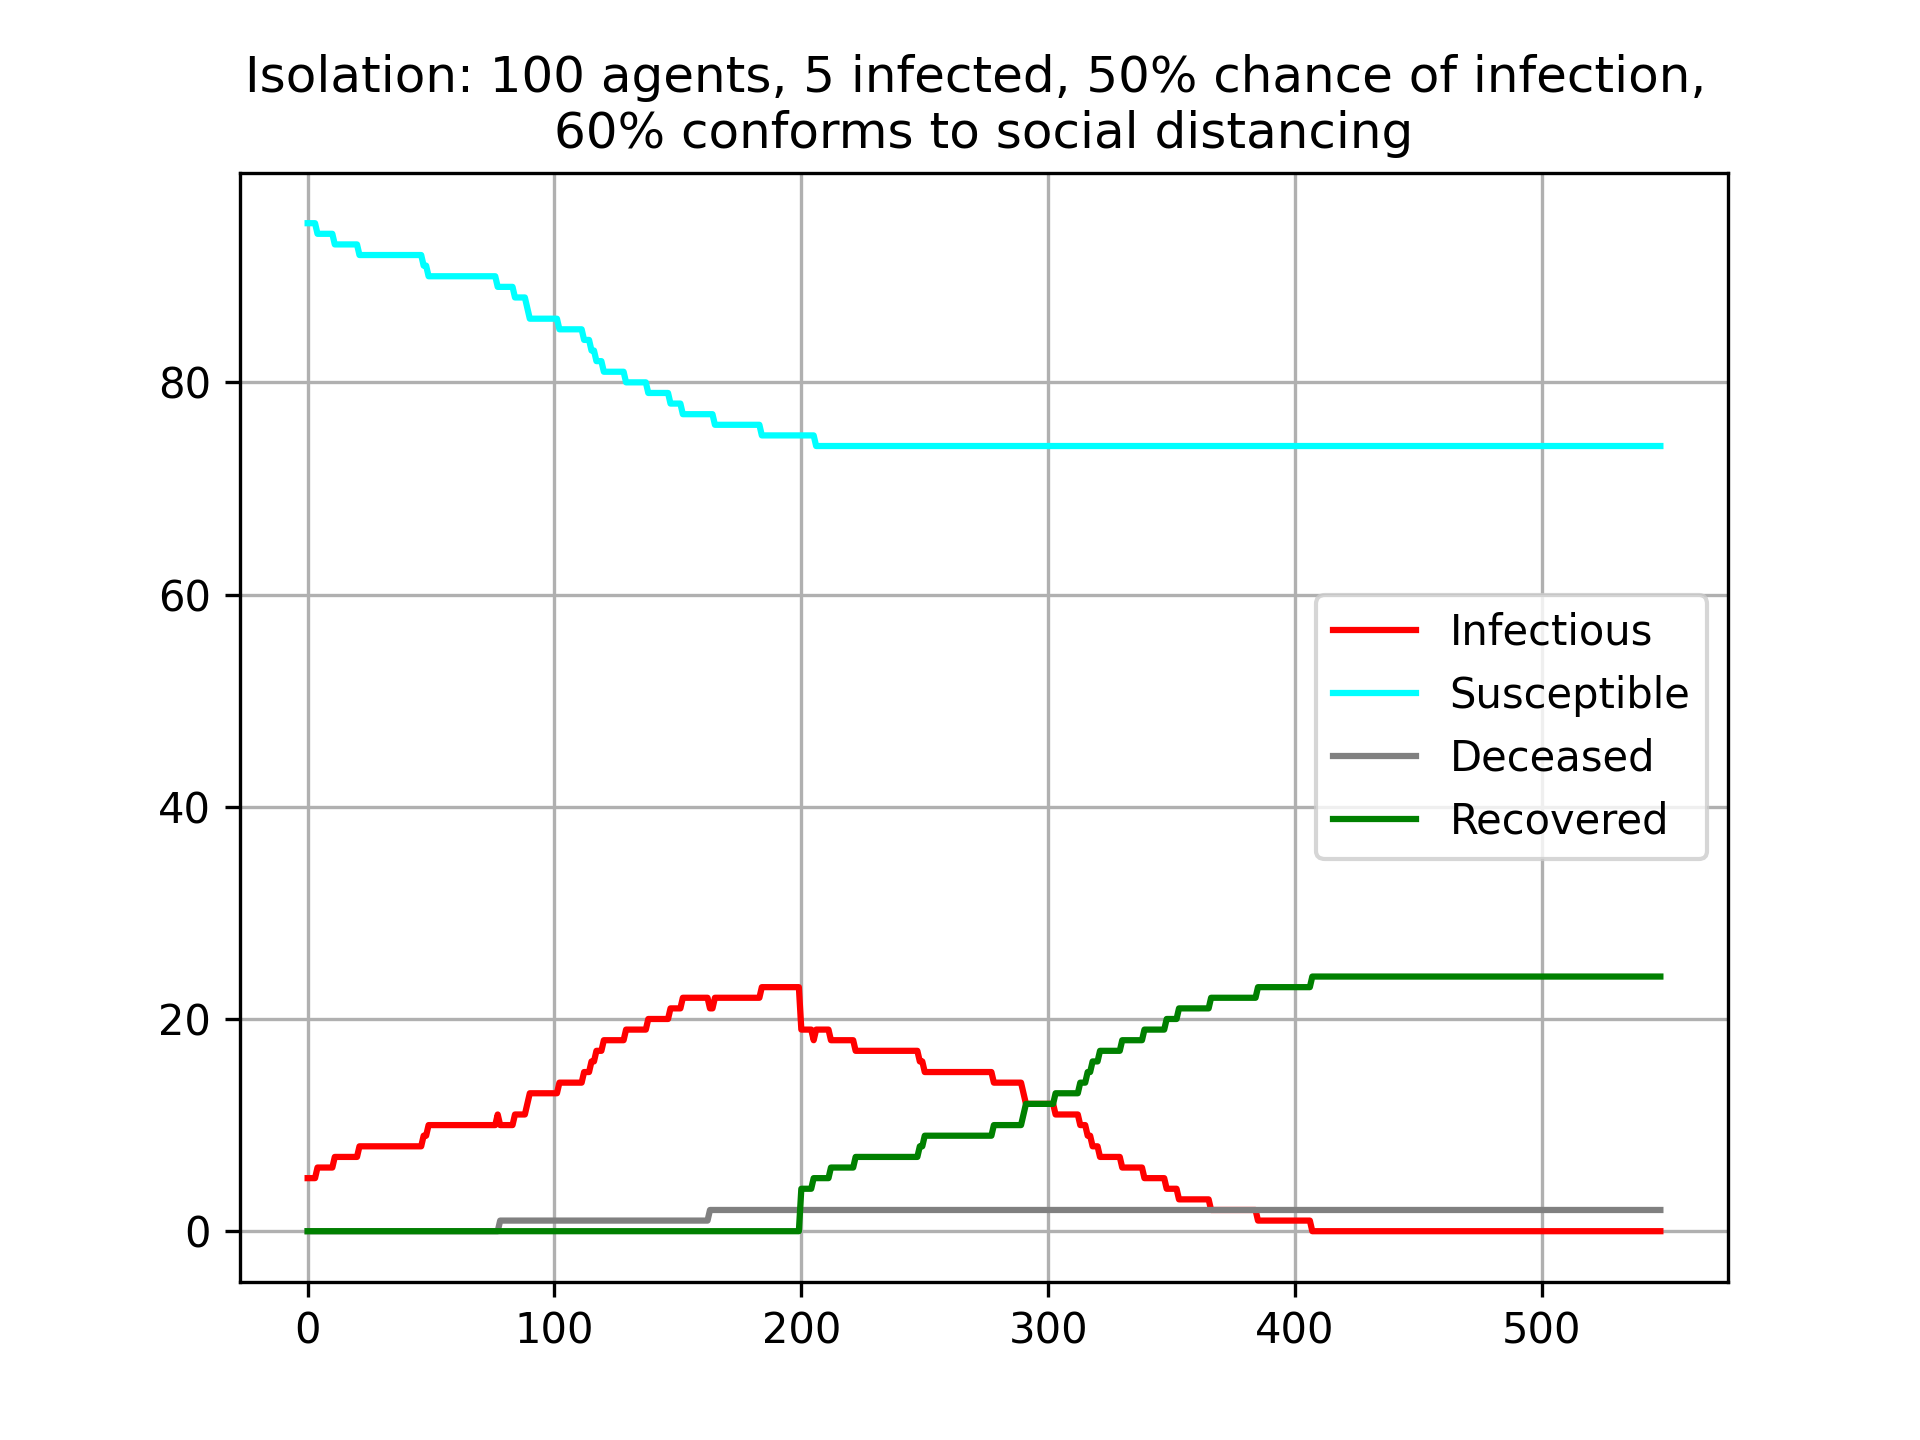 Isolation: 100 agents, 5 infected, 50% chance of infection,
60% conforms to social distancing
80
60
40
20
0
Infectious
Susceptible
Deceased
Recovered
0 100 200 300 400 500